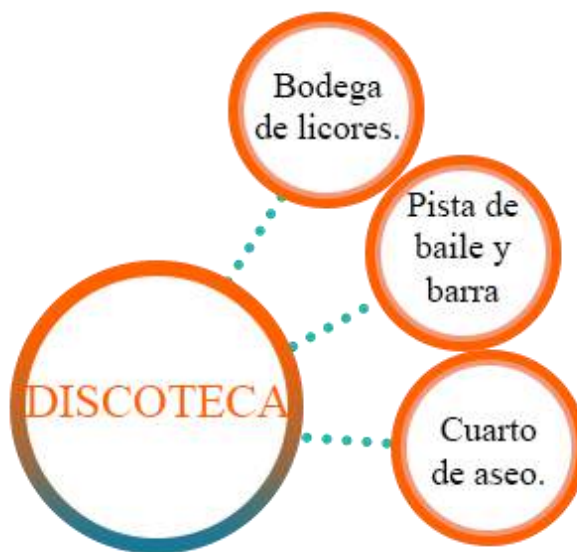 Bodega
de licores.
Pista de
baile y
barra
DISCOTECA
Cuarto
de aseo.